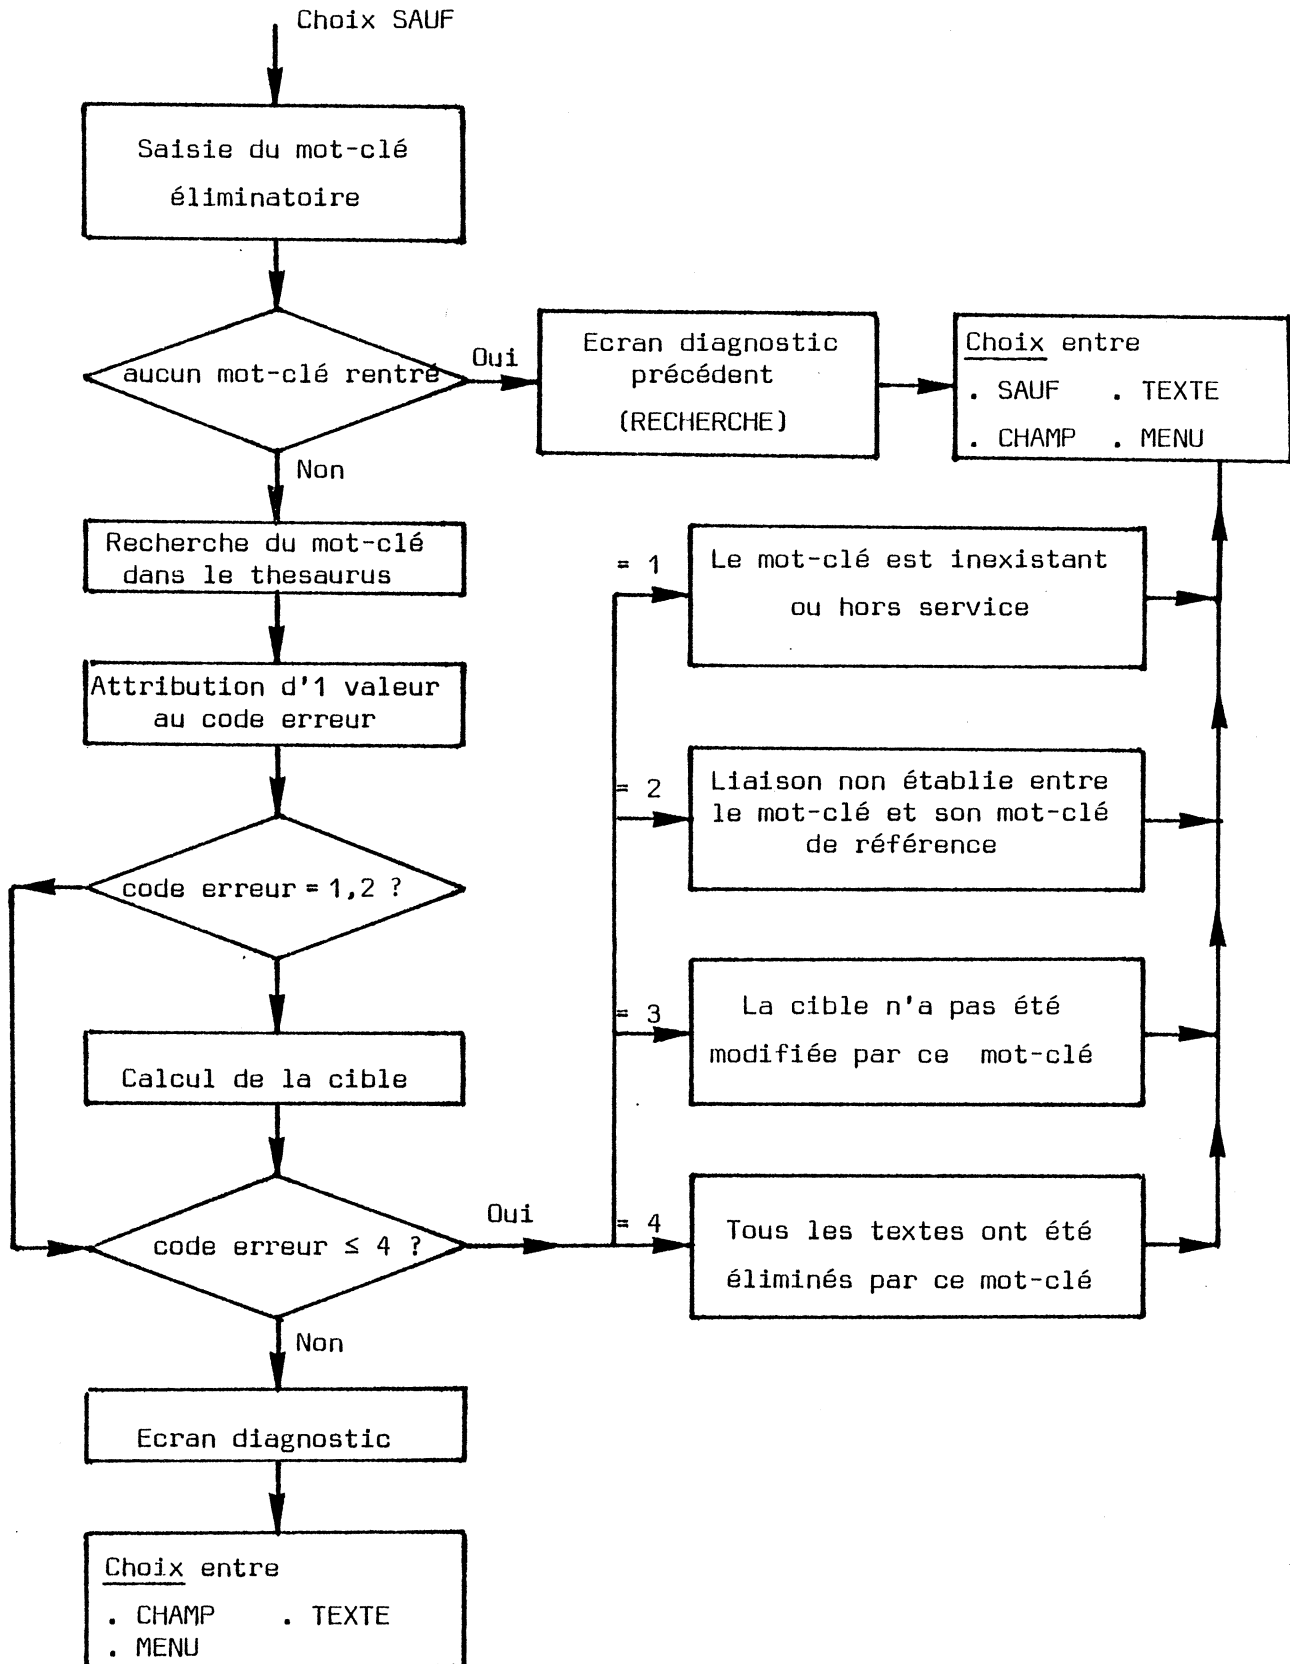 Choix SAUF
Saisie du mot-clé
éliminatoire
aucun mot-clé rentré
Oui
Ecran diagnostic
précédent
(RECHERCHE)
Choix entre
. SAUF . TEXTE
. CHAMP . MENU
Non
Recherche du mot-clé
dans le thesaurus
= 1
Le mot-clé est inexistant
ou hors service
Attribution d'1 valeur
au code erreur
= 2
Liaison non établie entre
le mot-clé et son mot-clé
de référence
code erreur = 1,2 ?
= 3
La cible n'a pas été
modifiée par ce mot-clé
Calcul de la cible
code erreur ≤ 4 ?
Oui
= 4
Tous les textes ont été
éliminés par ce mot-clé
Non
Ecran diagnostic
Choix entre
. CHAMP . TEXTE
. MENU